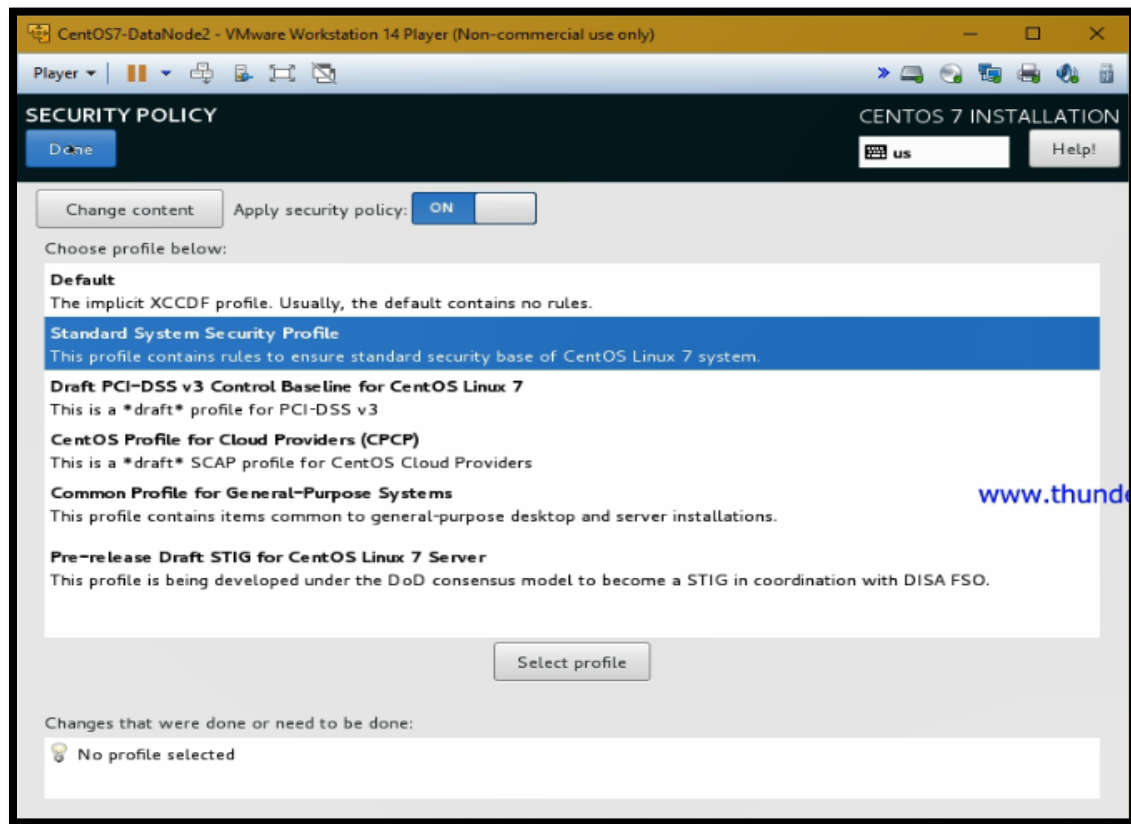 CentOS7-DataNode2 - VMware Workstation 14 Player (Non-commercial use only)
Player
SECURITY POLICY
CENTOS 7 INSTALLATION
Done
us
Help!
Change content
Apply security policy:
ON
Choose profile below:
Default
The implicit XCCDF profile. Usually, the default contains no rules.
Standard System Security Profile
This profile contains rules to ensure standard security base of CentOS Linux 7 system.
Draft PCI-DSS v3 Control Baseline for CentOS Linux 7
This is a *draft* profile for PCI-DSS v3
CentOS Profile for Cloud Providers (CPCP)
This is a *draft* SCAP profile for CentOS Cloud Providers
Common Profile for General-Purpose Systems
www.thunde
This profile contains items common to general-purpose desktop and server installations.
Pre-release Draft STIG for CentOS Linux 7 Server
This profile is being developed under the DoD consensus model to become a STIG in coordination with DISA FSO.
Select profile
Changes that were done or need to be done:
No profile selected